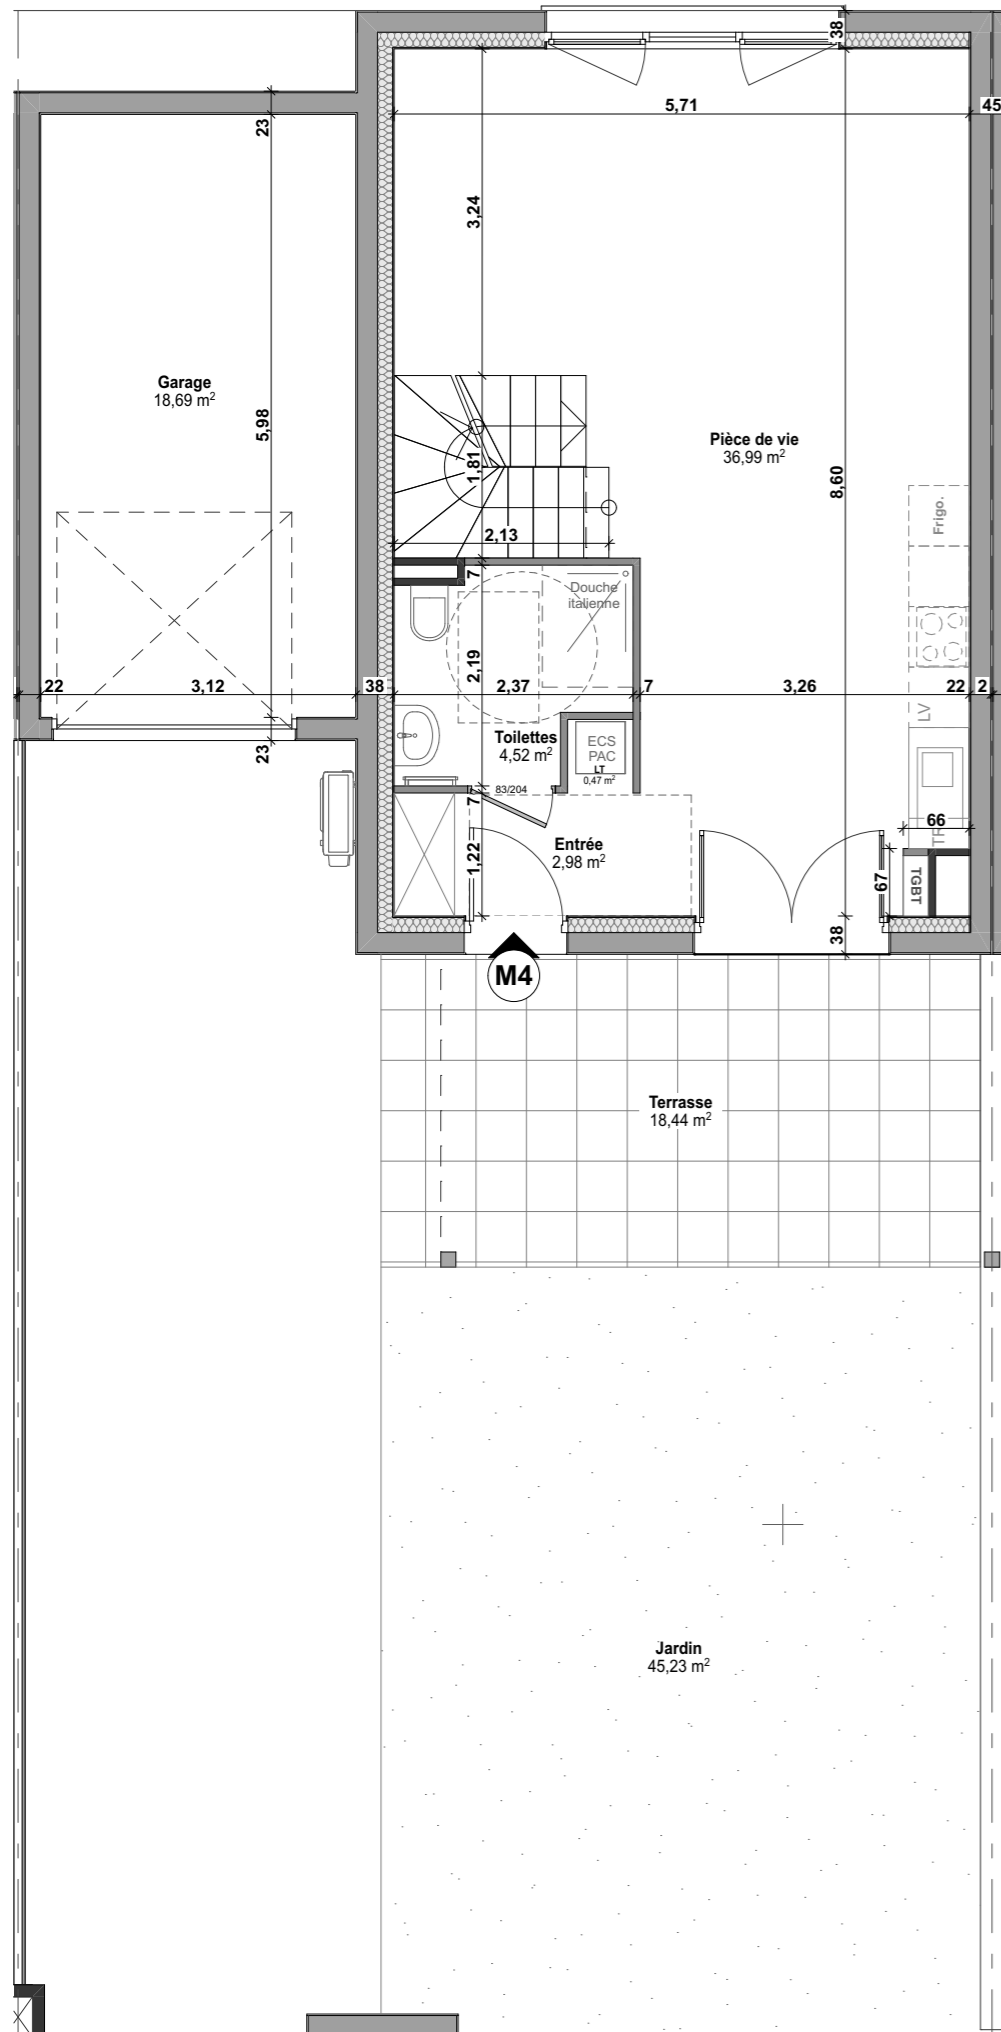 38
5,71
45
23
3,24
Garage
18,69 m²
5,98
Pièce de vie
36,99 m²
1,81
8,60
Frigo.
2,13
7
Douche
italienne
2,19
22
3,12
38
2,37
7
3,26
22
2
LV
Toilettes
4,52 m²
ECS
PAC
LT
0,47 m²
23
83/204
7
66
Entrée
2,98 m²
1,22
67
TGBT
38
M4
Terrasse
18,44 m²
Jardin
45,23 m²